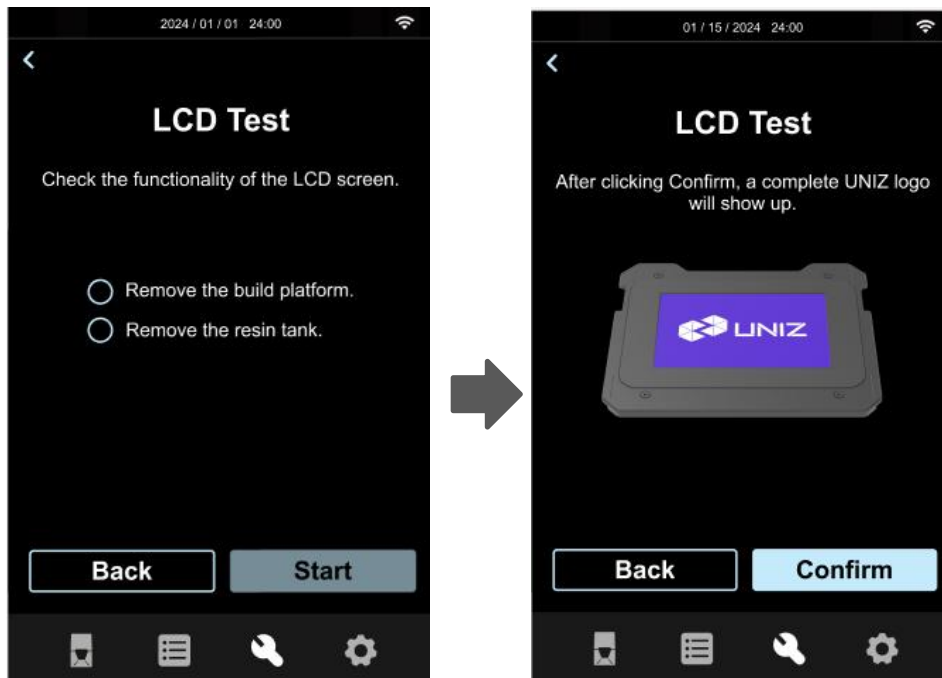 2024 / 01 / 01 24:00
LCD Test
Check the functionality of the LCD screen.
Remove the build platform.
Remove the resin tank.
Back
Start
01 / 15 / 2024 24:00
LCD Test
After clicking Confirm, a complete UNIZ logo
will show up.
UNIZ
Back
Confirm